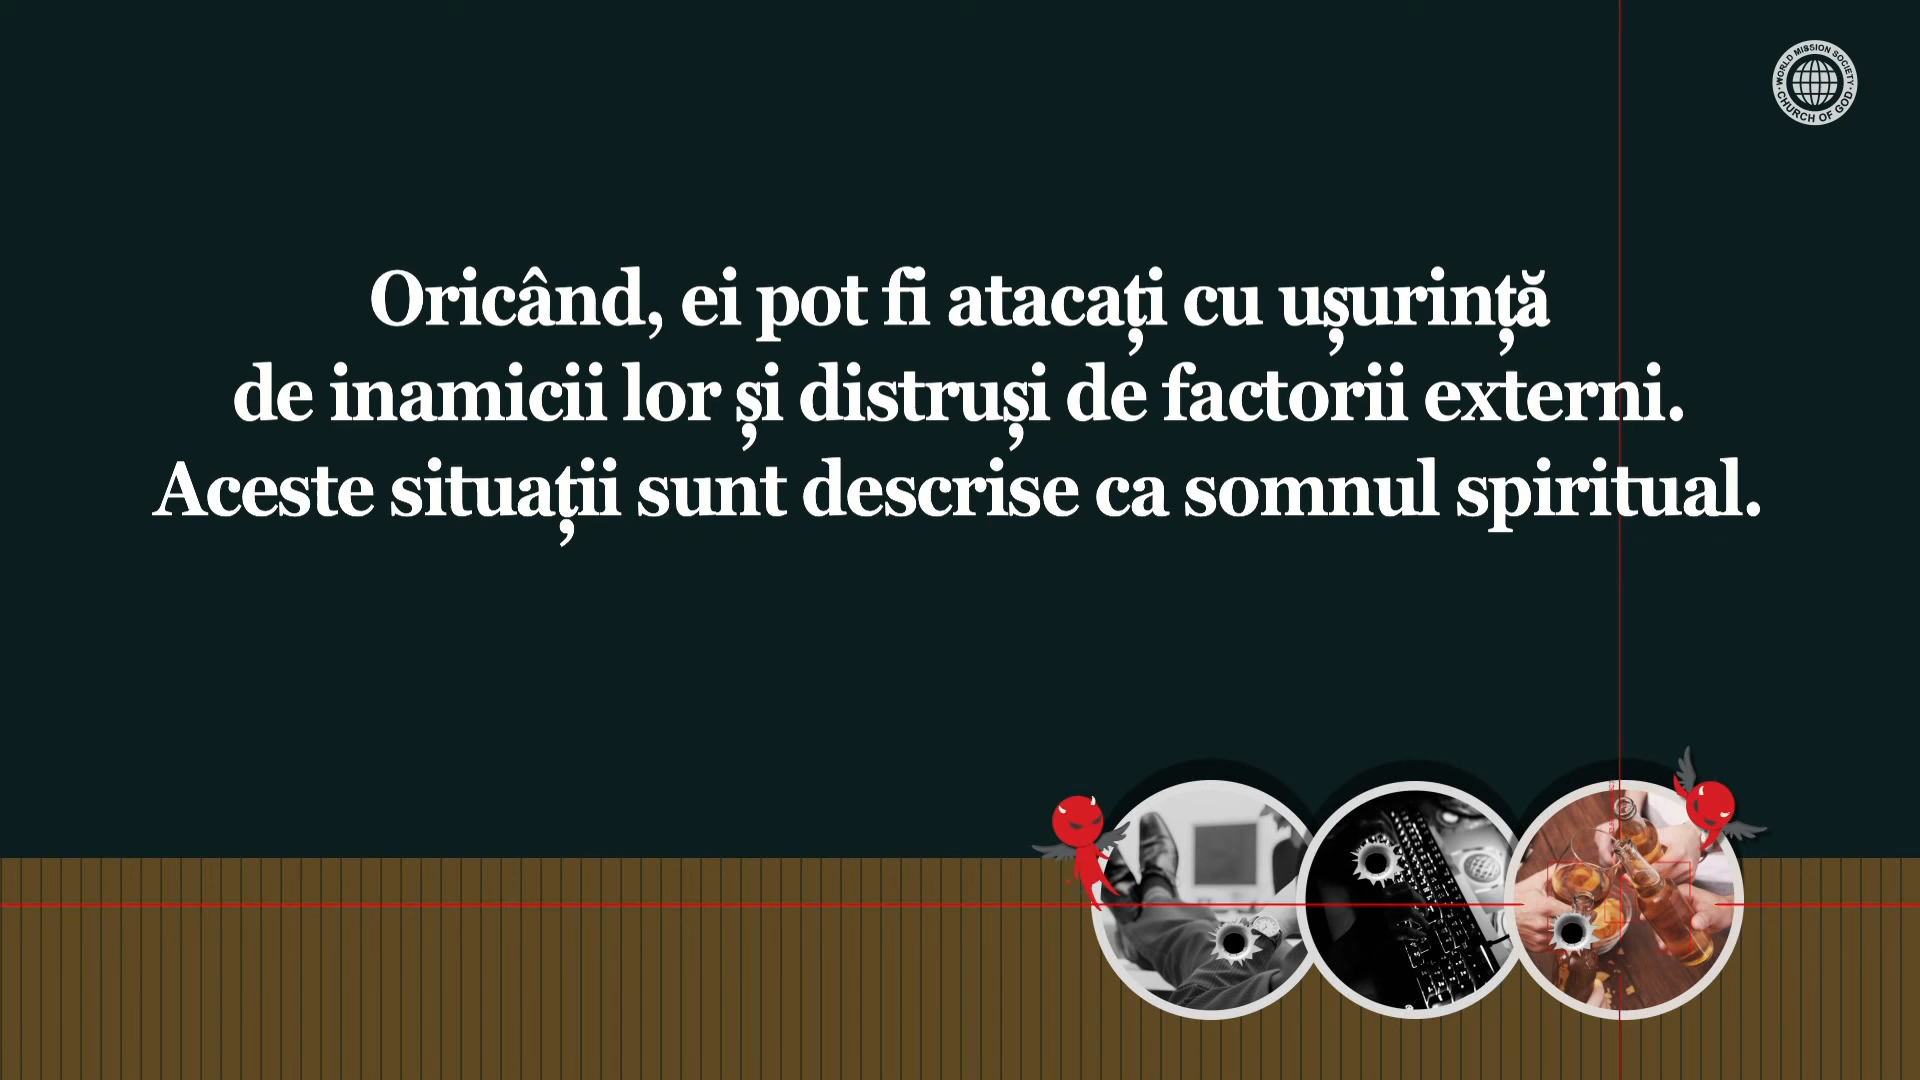 WORLD MISSION SOCIETY
CHURCH OF GOD
Oricând, ei pot fi atacați cu ușurință
de inamicii lor și distruși de factorii externi.
Aceste situații sunt descrise ca somnul spiritual.